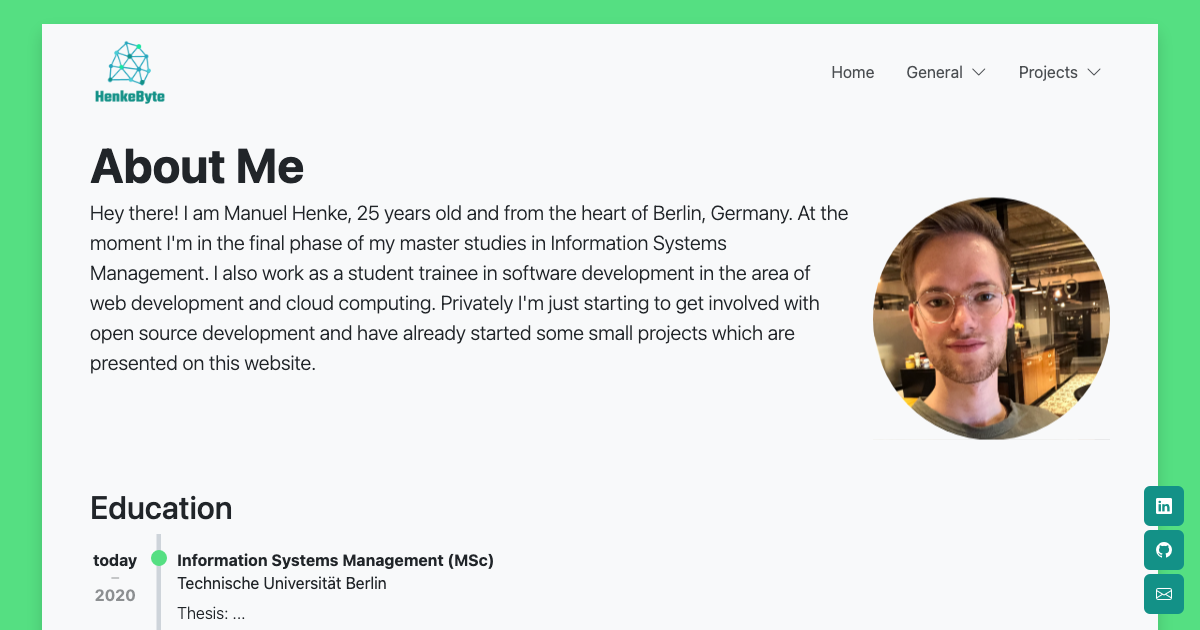 HenkeByte
Home General Projects
About Me
Hey there! I am Manuel Henke, 25 years old and from the heart of Berlin, Germany. At the
moment I'm in the final phase of my master studies in Information Systems
Management. I also work as a student trainee in software development in the area of
web development and cloud computing. Privately I'm just starting to get involved with
open source development and have already started some small projects which are
presented on this website.
Education
today
–
2020
Information Systems Management (MSc)
Technische Universität Berlin
Thesis: ...
in